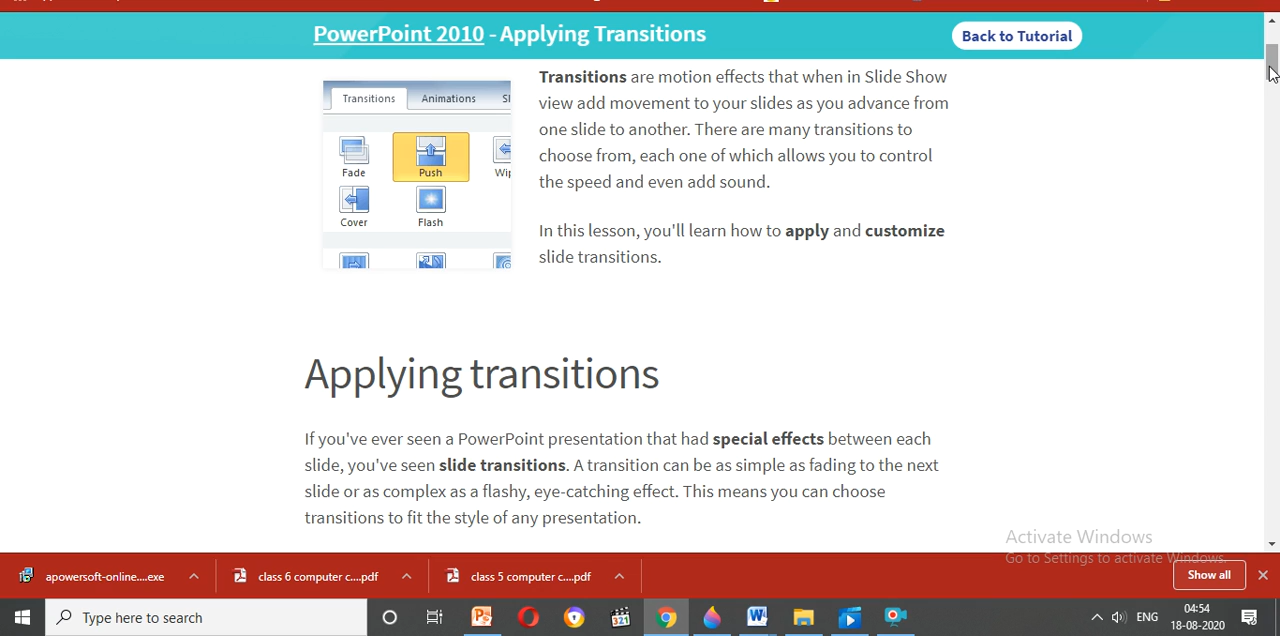 PowerPoint 2010 - Applying Transitions
Back to Tutorial
Transitions Animations
Fade Push
Cover Flash
Transitions are motion effects that when in Slide Show
view add movement to your slides as you advance from
one slide to another. There are many transitions to
choose from, each one of which allows you to control
the speed and even add sound.
In this lesson, you'll learn how to apply and customize
slide transitions.
Applying transitions
If you've ever seen a PowerPoint presentation that had special effects between each
slide, you've seen slide transitions. A transition can be as simple as fading to the next
slide or as complex as a flashy, eye-catching effect. This means you can choose
transitions to fit the style of any presentation.
Activate Windows
Go to Settings to activate Windows.
apowersoft-online....exe
class 6 computer c....pdf
class 5 computer c....pdf
Show all
Type here to search
321
ENG
04:54
18-08-2020